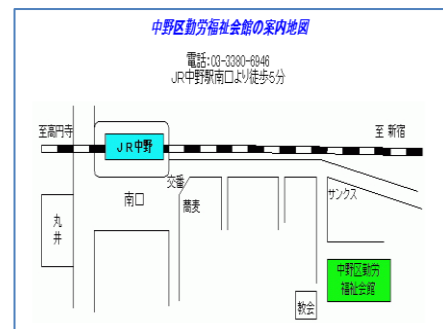 中野区勤労福祉会館の案内地図
電話:03-3380-6946
JR中野駅南口より徒歩5分
至高円寺
至 新宿
JR中野
交番
南口
蕎麦
サンクス
丸
井
中野区勤労
福祉会館
教会